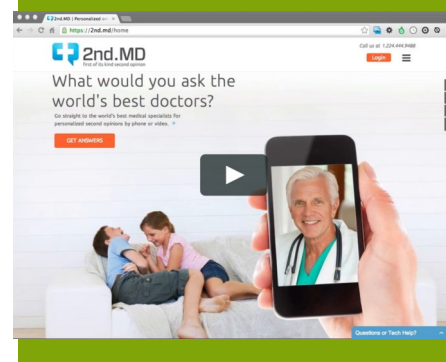 2nd.MD | Personalized
https://2nd.md/home
2nd.MD
first of its kind second opinion
Call us at 1.224.444.9488
Login
What would you ask the
world's best doctors?
Go straight to the world's best medical specialists for
personalized second opinions by phone or video.
GET ANSWERS
Questions or Tech Help?